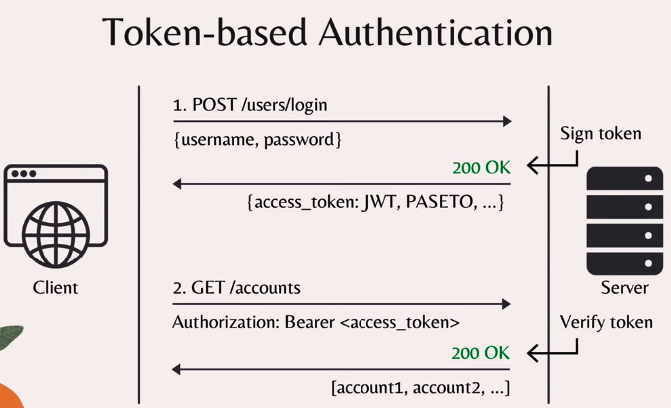 Token-based Authentication
1. POST /users/login
{username, password}
Sign token
200 OK
{access_token: JWT, PASETO, ...}
Client
Server
2. GET /accounts
Authorization: Bearer <access_token>
Verify token
200 OK
[account1, account2, ...]